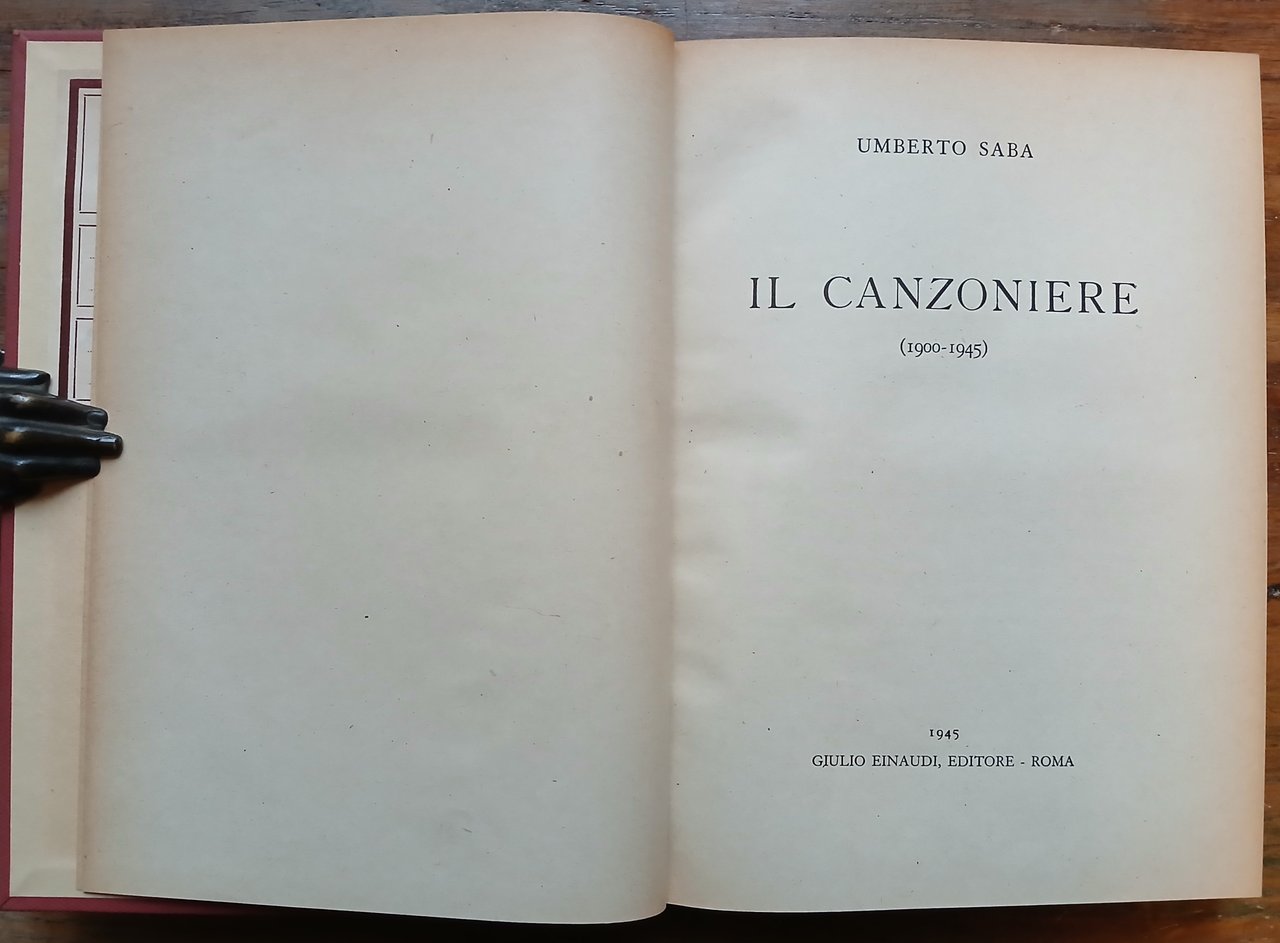 UMBERTO SABA
IL CANZONIERE
(1900-1945)
1945
GIULIO EINAUDI, EDITORE - ROMA